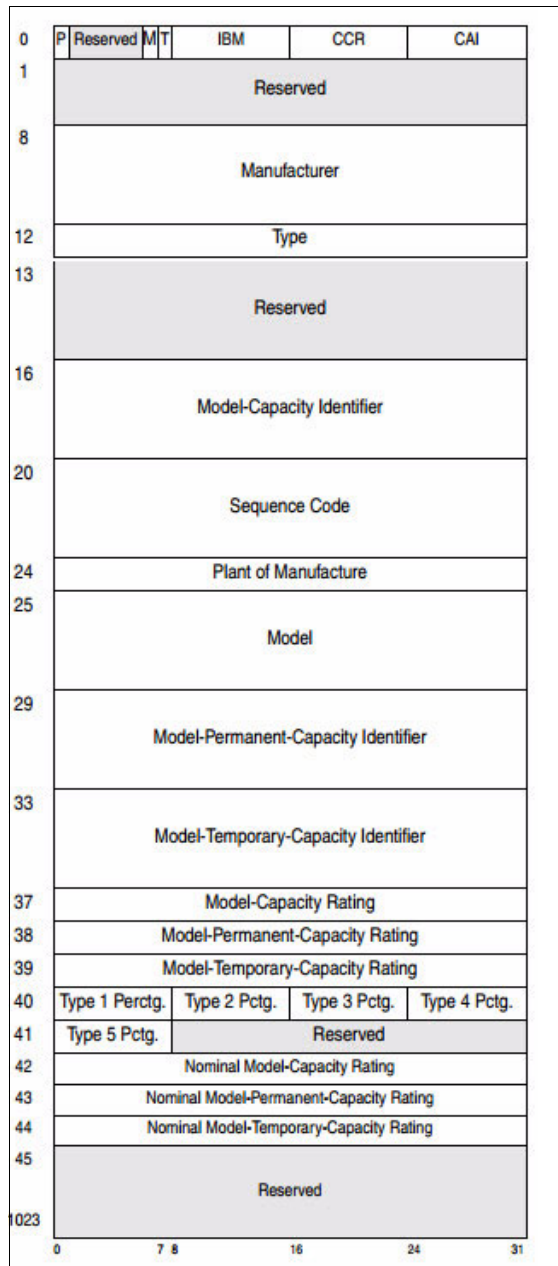 0 P Reserved M T IBM CCR CAI
1
Reserved
8
Manufacturer
12 Type
13
Reserved
16
Model-Capacity Identifier
20
Sequence Code
24 Plant of Manufacture
25
Model
29
Model-Permanent-Capacity Identifier
33
Model-Temporary-Capacity Identifier
37 Model-Capacity Rating
38 Model-Permanent-Capacity Rating
39 Model-Temporary-Capacity Rating
40 Type 1 Perctg. Type 2 Pctg. Type 3 Pctg. Type 4 Pctg.
41 Type 5 Pctg. Reserved
42 Nominal Model-Capacity Rating
43 Nominal Model-Permanent-Capacity Rating
44 Nominal Model-Temporary-Capacity Rating
45
Reserved
1023
0 7 8 16 24 31